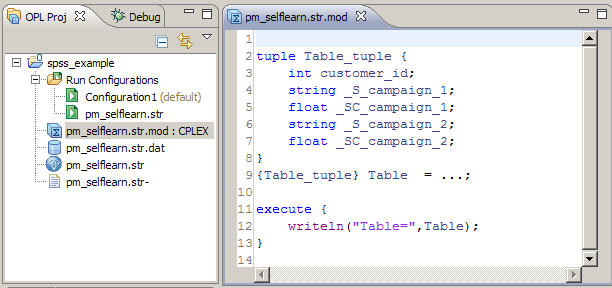 OPL Proj
Debug
spss_example
Run Configurations
Configuration1 (default)
pm_selflearn.str
pm_selflearn.str.mod : CPLEX
pm_selflearn.str.dat
pm_selflearn.str
pm_selflearn.str-
pm_selflearn.str.mod
1
2 tuple Table_tuple {
3 int customer_id;
4 string _S_campaign_1;
5 float _SC_campaign_1;
6 string _S_campaign_2;
7 float _SC_campaign_2;
8 }
9 {Table_tuple} Table = ...;
10
11 execute {
12 writeln("Table=",Table);
13 }
14